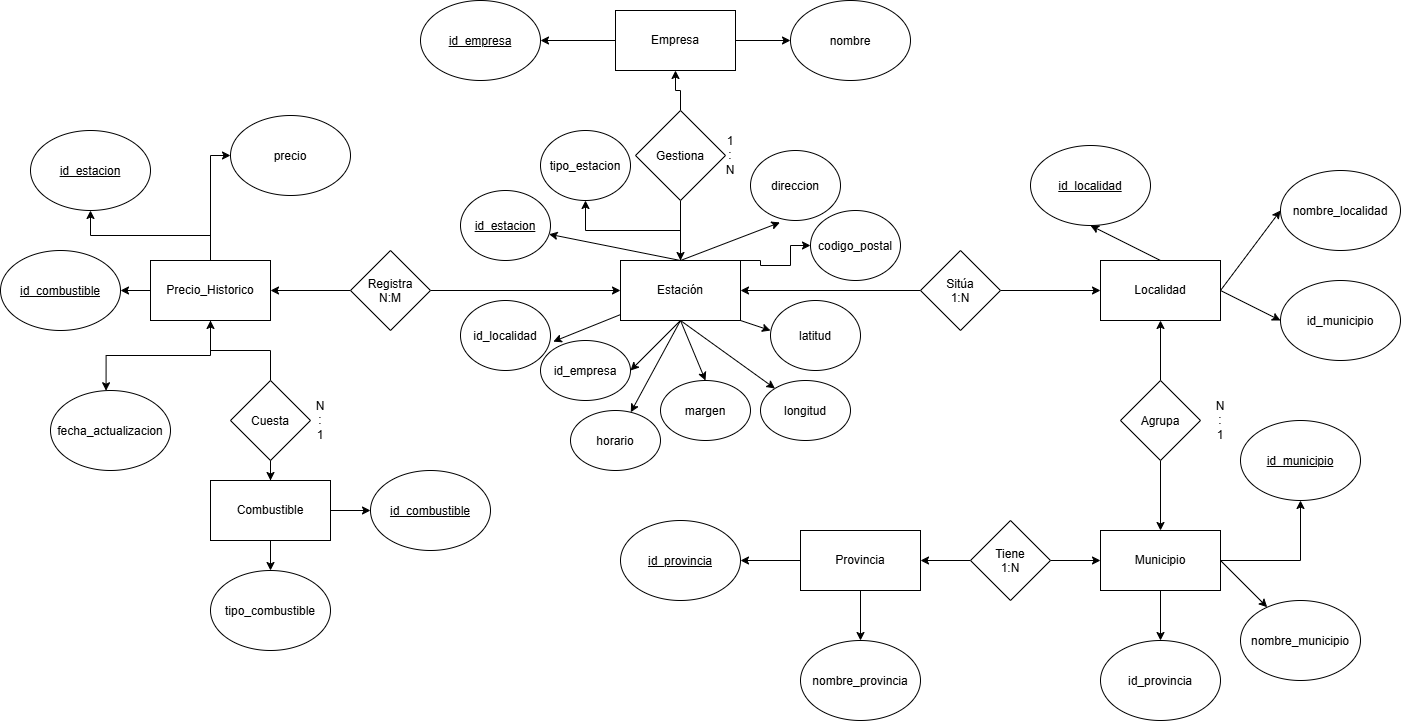 id_empresa
Empresa
nombre
id_estacion
precio
tipo_estacion
Gestiona
1
:
N
direccion
id_localidad
nombre_localidad
id_estacion
codigo_postal
id_combustible
Precio_Historico
Registra
N:M
Estación
Sitúa
1:N
Localidad
id_municipio
id_localidad
latitud
id_empresa
fecha_actualizacion
Cuesta
N
:
1
horario
margen
longitud
Agrupa
N
:
1
id_municipio
Combustible
id_combustible
id_provincia
Provincia
Tiene
1:N
Municipio
tipo_combustible
nombre_municipio
nombre_provincia
id_provincia